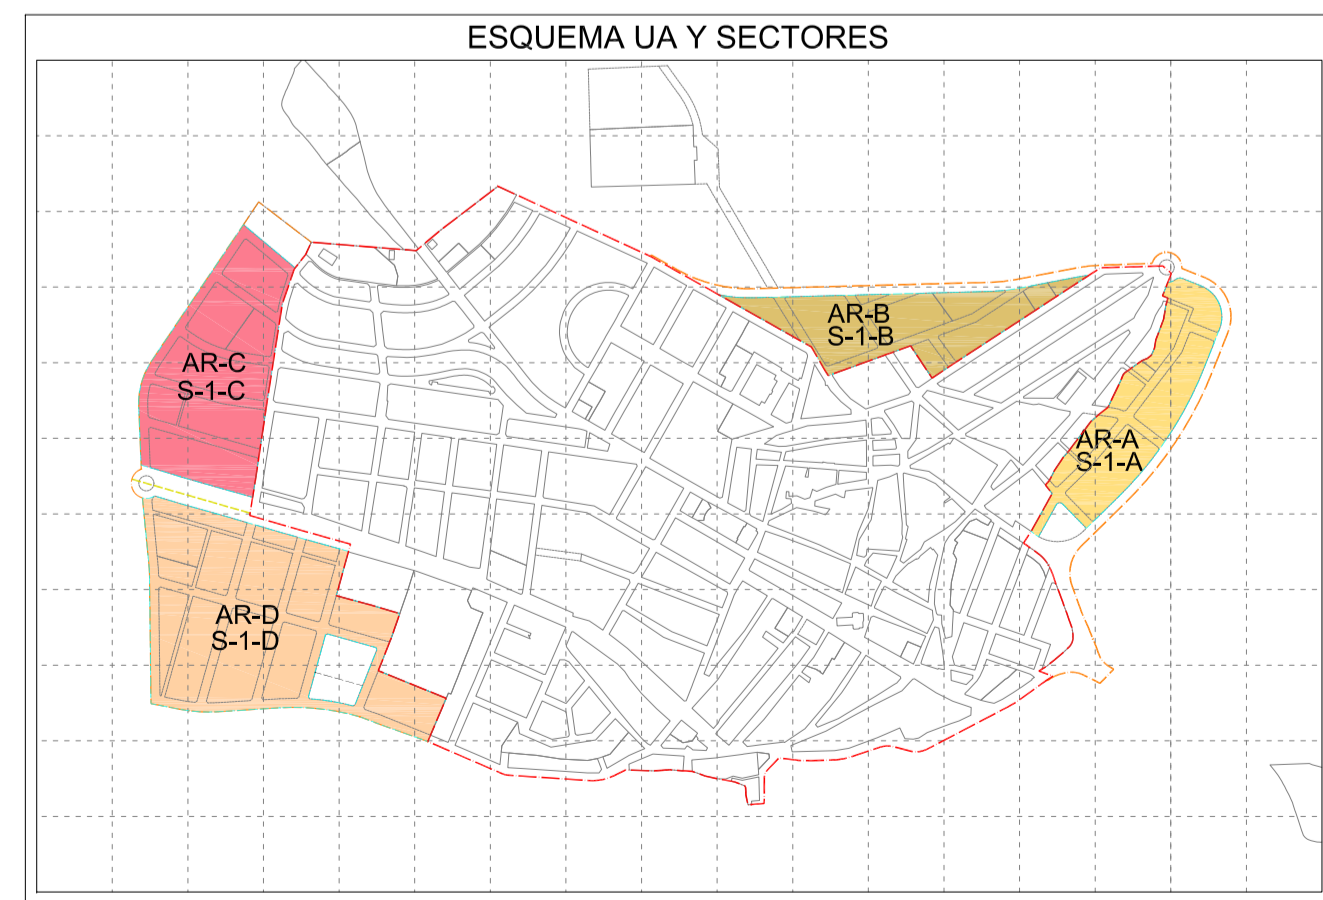 ESQUEMA UA Y SECTORES
AR-B
S-1-B
AR-C
S-1-C
AR-A
S-1-A
AR-D
S-1-D